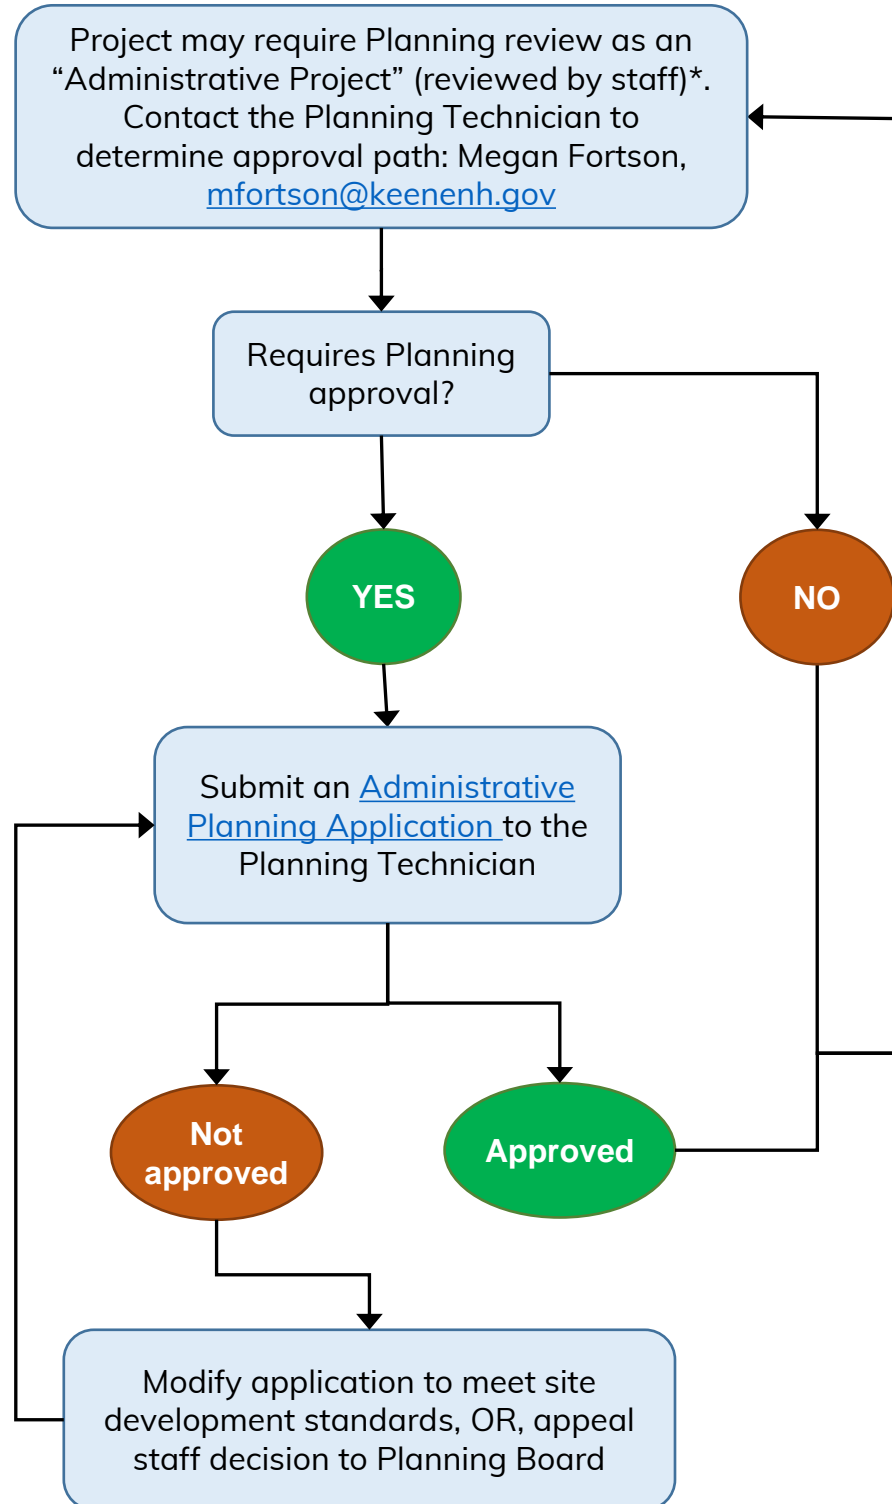 Project may require Planning review as an
“Administrative Project” (reviewed by staff)*.
Contact the Planning Technician to
determine approval path: Megan Fortson,
mfortson@keenenh.gov
Requires Planning
approval?
YES
NO
Submit an Administrative
Planning Application to the
Planning Technician
Not
approved
Approved
Modify application to meet site
development standards, OR, appeal
staff decision to Planning Board